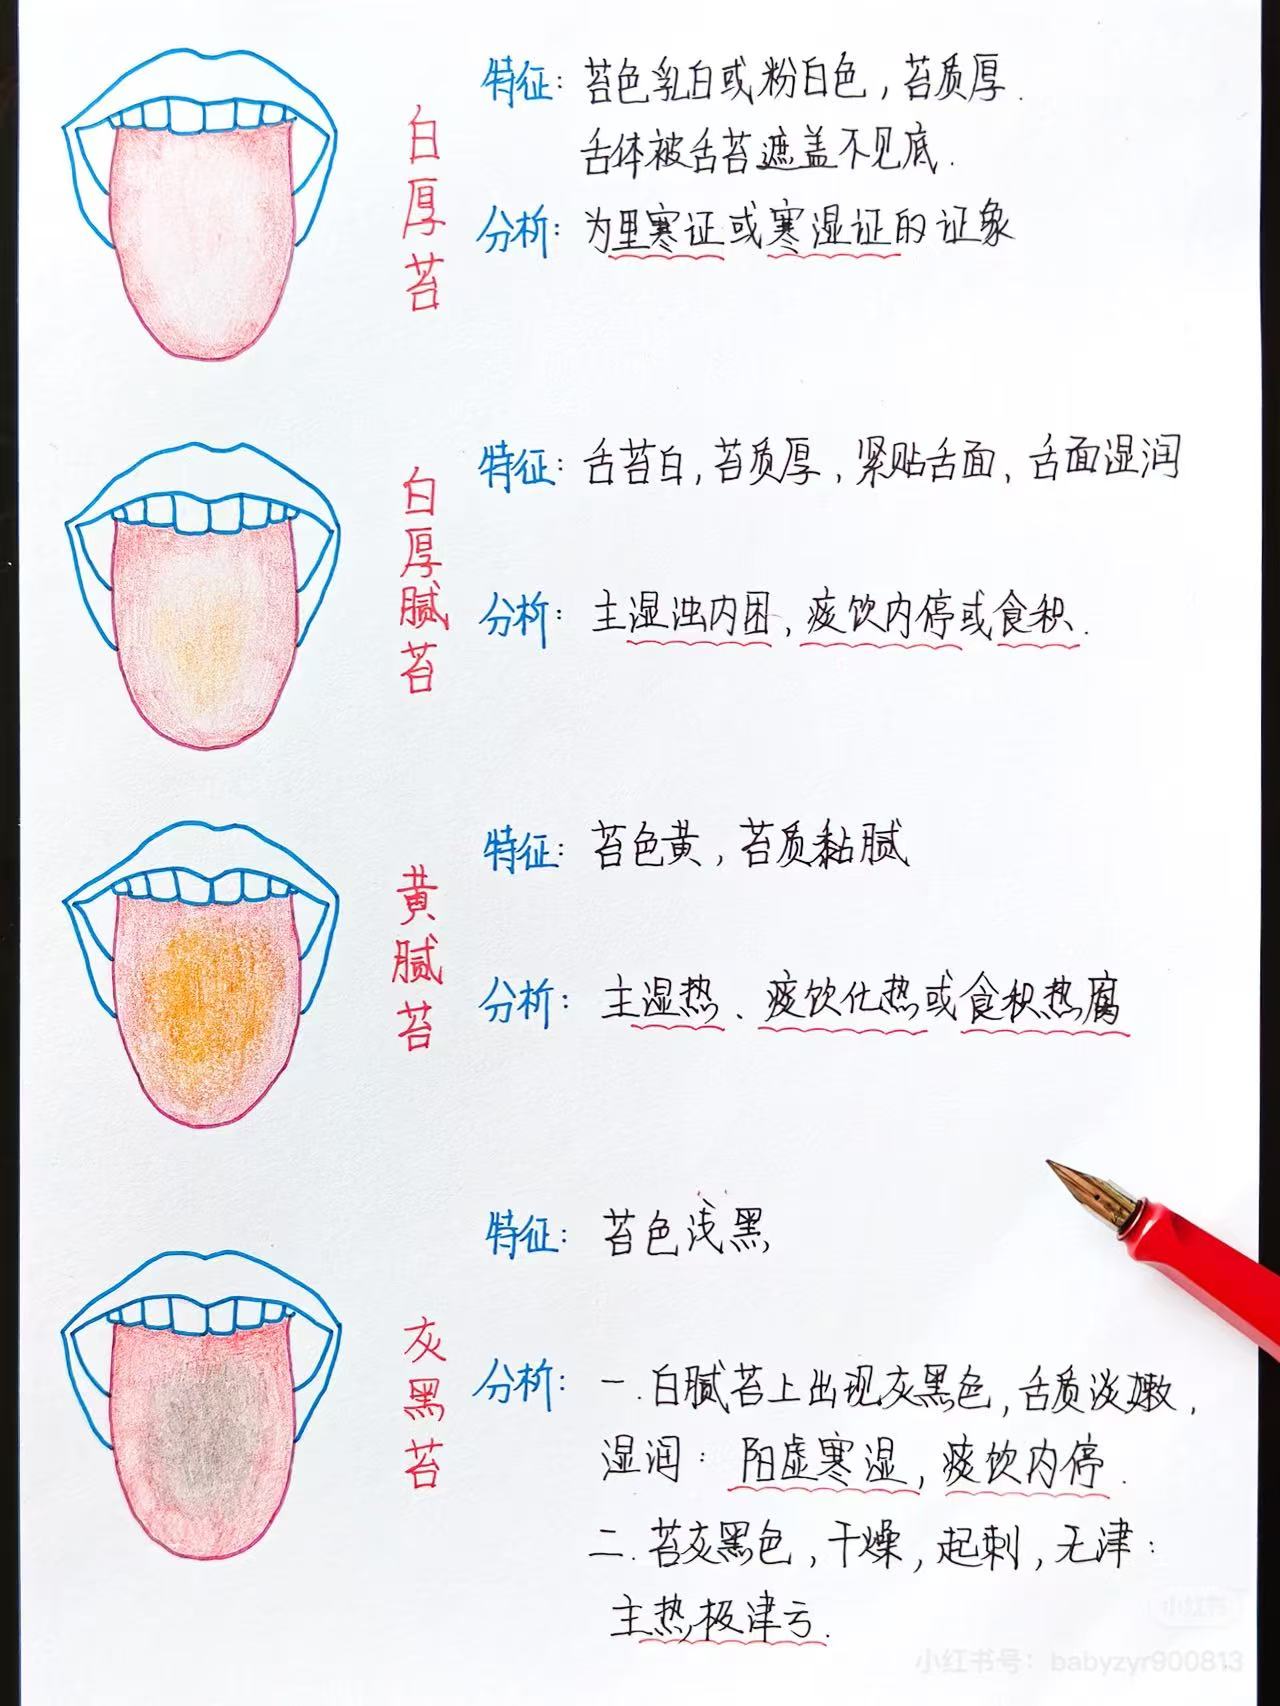 白厚苔
特征：苔色乳白或粉白色，苔质厚.
舌体被舌苔遮盖不见底.
分析：为里寒证或寒湿证的证象
白厚腻苔
特征：舌苔白，苔质厚，紧贴舌面、舌面湿润
分析：主湿浊内困、痰饮内停或食积.
黄腻苔
特征：苔色黄，苔质黏腻
分析：主湿热、痰饮化热或食积热腐
灰黑苔
特征：苔色浅黑
分析：一.白腻苔上出现灰黑色，舌质淡嫩，
湿润：阳虚寒湿，痰饮内停.
二.苔灰黑色，干燥，起刺，无津：
主热极津亏.
小红书
小红书号：babyzyr900813